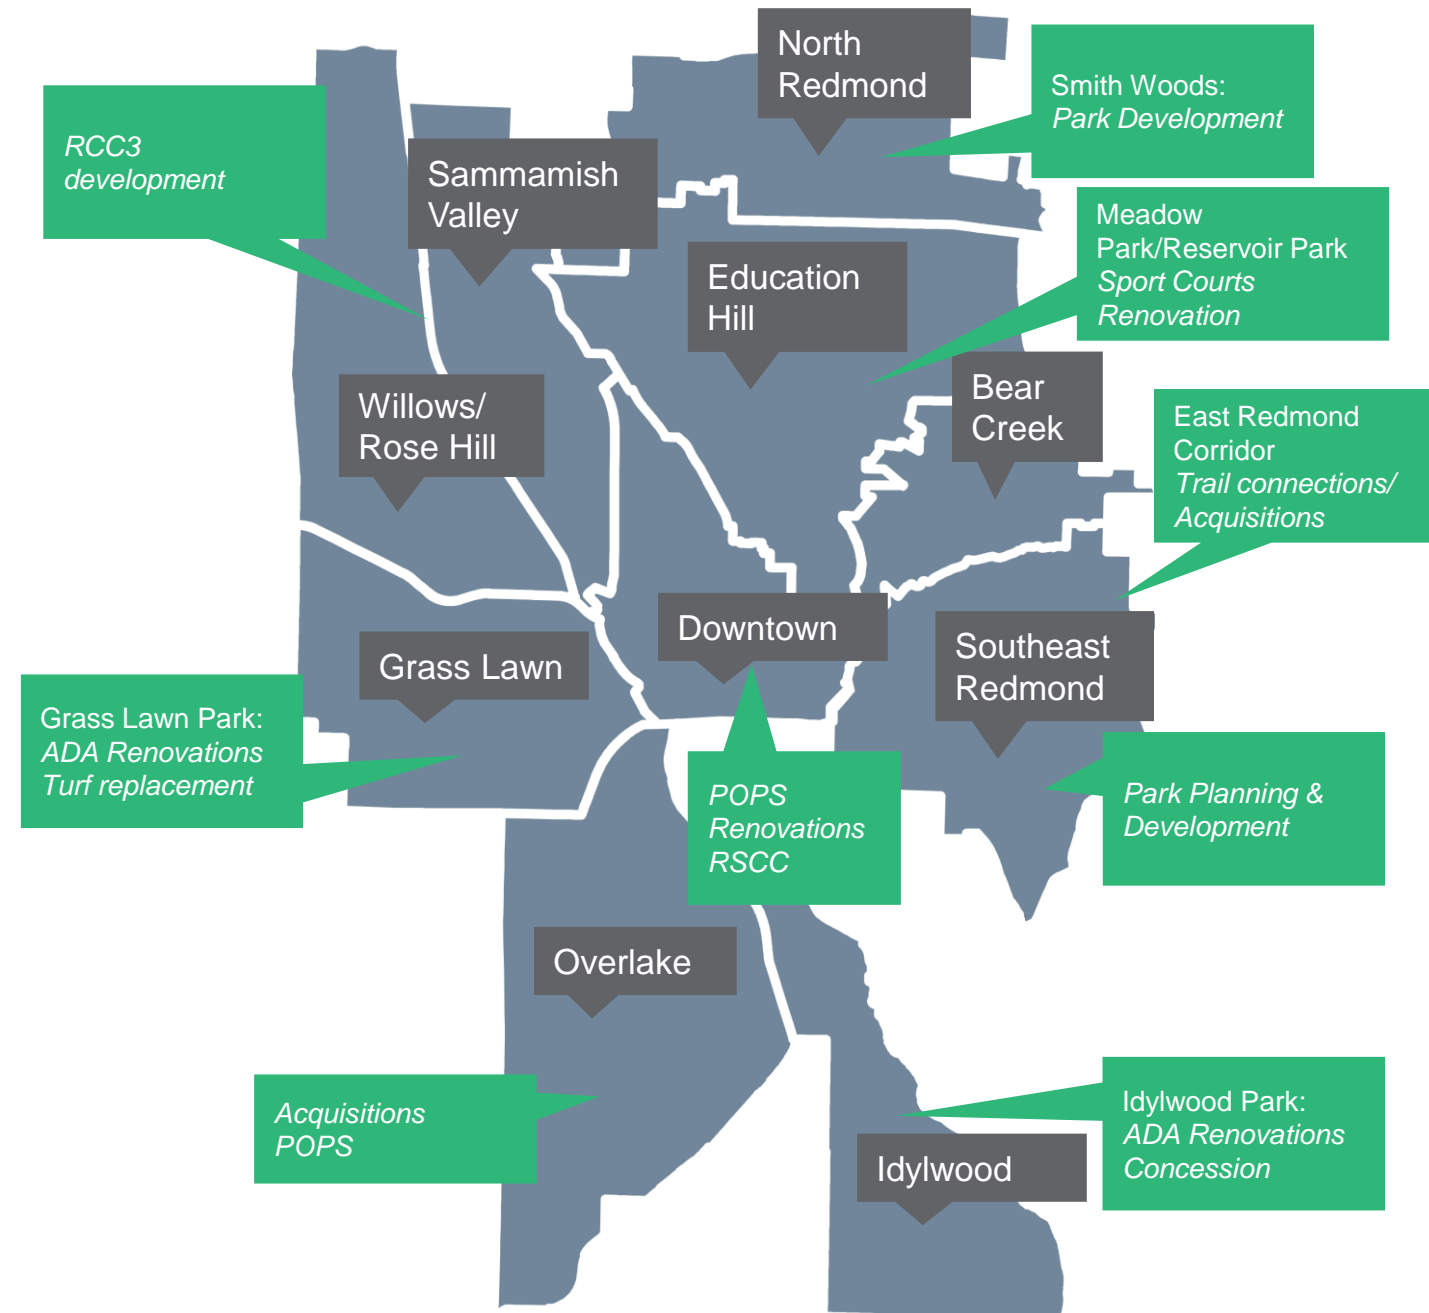 North
Redmond
Smith Woods:
Park Development
RCC3
development
Sammamish
Valley
Meadow
Park/Reservoir Park
Sport Courts
Renovation
Education
Hill
Bear
Creek
Willows/
Rose Hill
East Redmond
Corridor
Trail connections/
Acquisitions
Downtown
Southeast
Redmond
Grass Lawn
Grass Lawn Park:
ADA Renovations
Turf replacement
POPS
Renovations
RSCC
Park Planning &
Development
Overlake
Acquisitions
POPS
Idylwood Park:
ADA Renovations
Concession
Idylwood